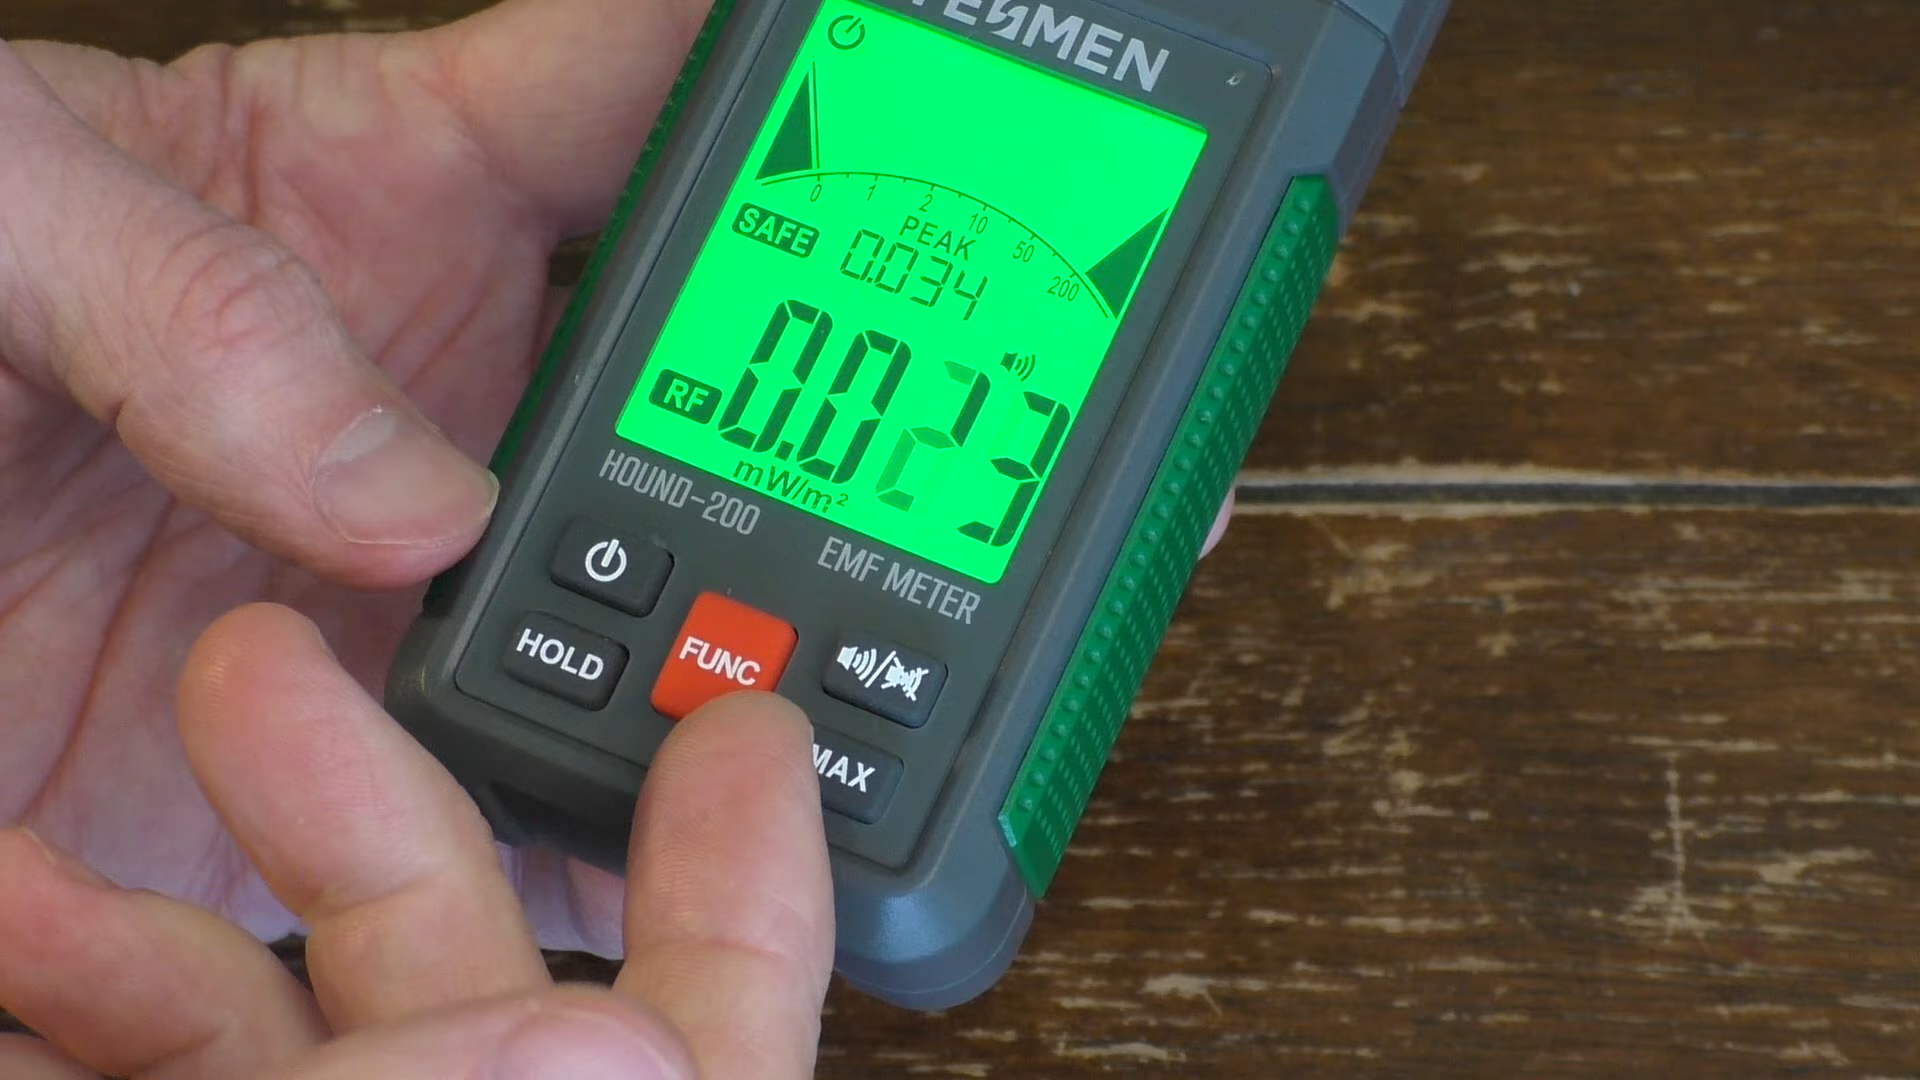 TESMEN
0 1 2 10 50 200
SAFE
PEAK
0.034
RF
0.023
mW/m²
HOUND-200
EMF METER
HOLD
FUNC
MAX